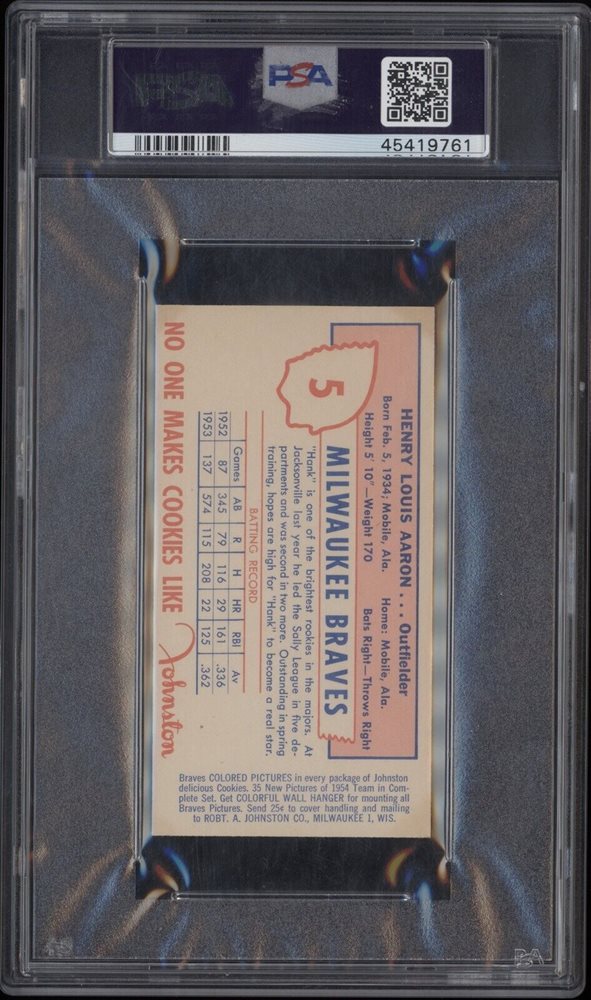 PSA
45419761
HENRY LOUIS AARON . . . Outfielder
Born Feb. 5, 1934; Mobile, Ala. Home: Mobile, Ala.
Height 5' 10"—Weight 170 Bats Right—Throws Right
5
MILWAUKEE BRAVES
"Hank" is one of the brightest rookies in the majors. At
Jacksonville last year he led the Sally League in five de-
partments and was second in two more. Outstanding in spring
training, hopes are high for "Hank" to become a real star.
BATTING RECORD
Games AB R H HR RBI Av
1952 87 345 79 116 29 161 .336
1953 137 574 115 208 22 125 .362
NO ONE MAKES COOKIES LIKE Johnston
Braves COLORED PICTURES in every package of Johnston
delicious Cookies. 35 New Pictures of 1954 Team in Com-
plete Set. Get COLORFUL WALL HANGER for mounting all
Braves Pictures. Send 25¢ to cover handling and mailing
to ROBT. A. JOHNSTON CO., MILWAUKEE 1, WIS.
PSA